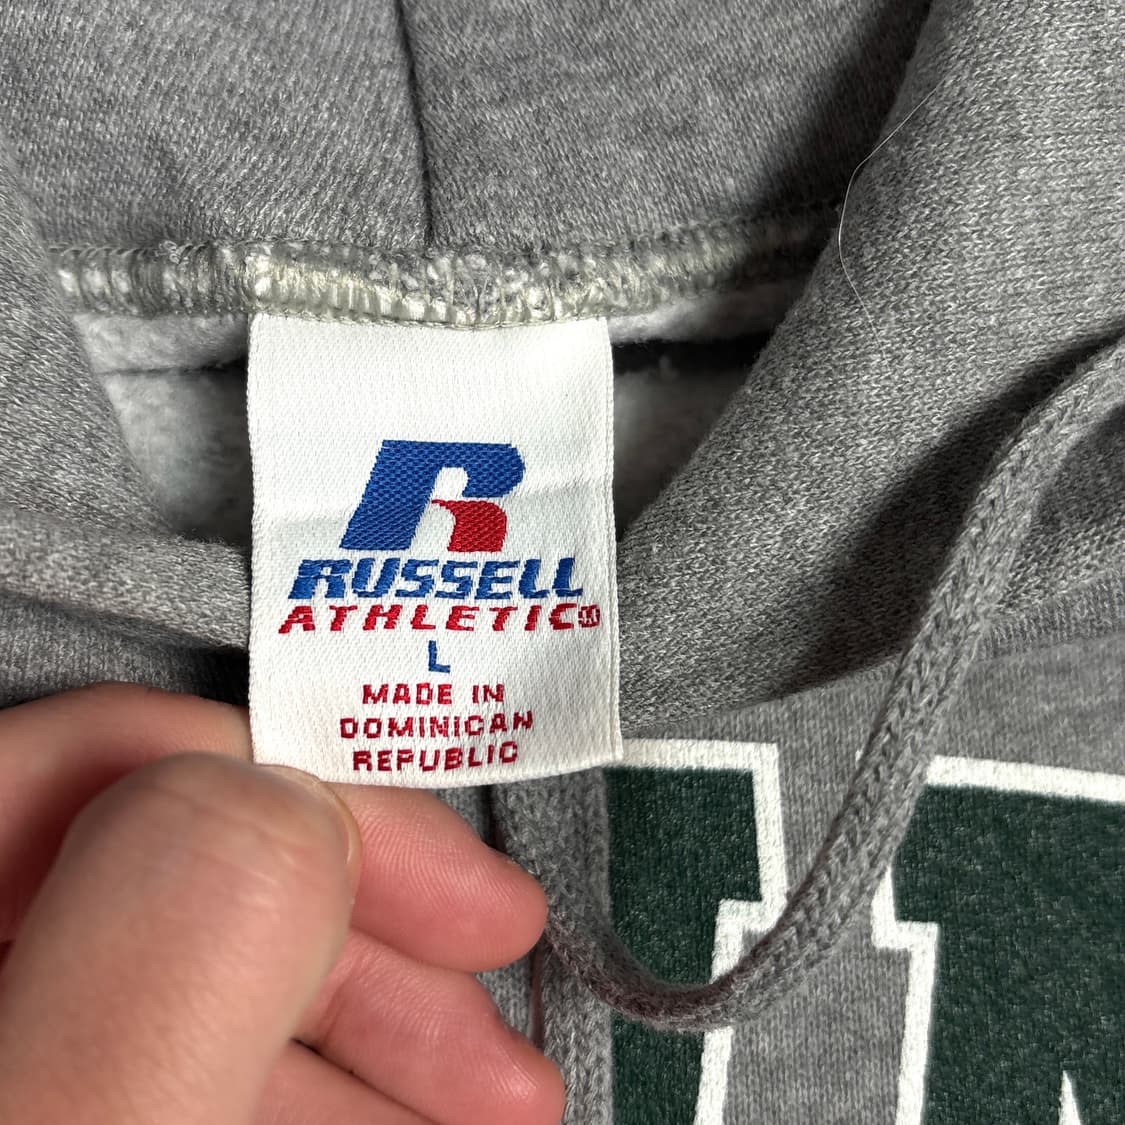 R
RUSSELL
ATHLETIC
L
MADE IN
DOMINICAN
REPUBLIC